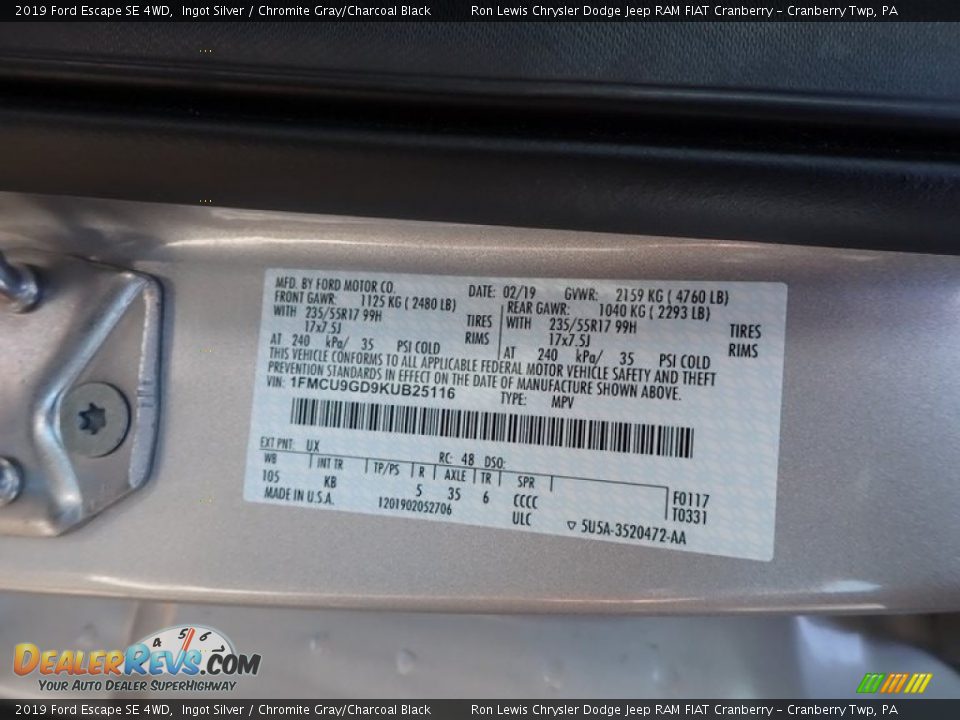 2019 Ford Escape SE 4WD, Ingot Silver / Chromite Gray/Charcoal Black Ron Lewis Chrysler Dodge Jeep RAM FIAT Cranberry - Cranberry Twp, PA
MFD. BY FORD MOTOR CO. DATE: 02/19 GVWR: 2159 KG ( 4760 LB)
FRONT GAWR: 1125 KG ( 2480 LB) REAR GAWR: 1040 KG ( 2293 LB)
WITH 235/55R17 99H TIRES WITH 235/55R17 99H TIRES
17x7.5J RIMS 17x7.5J RIMS
AT 240 kPa/ 35 PSI COLD AT 240 kPa/ 35 PSI COLD
THIS VEHICLE CONFORMS TO ALL APPLICABLE FEDERAL MOTOR VEHICLE SAFETY AND THEFT
PREVENTION STANDARDS IN EFFECT ON THE DATE OF MANUFACTURE SHOWN ABOVE.
VIN: 1FMCU9GD9KUB25116 TYPE: MPV
EXT PNT: UX RC: 48 DSO:
WB INT TR TP/PS R AXLE TR SPR
105 KB 5 35 6 CCCC F0117
MADE IN U.S.A. 1201902052706 ULC T0331
▽ 5U5A-3520472-AA
4 5 6
DEALERREVS.COM
YOUR AUTO DEALER SUPERHIGHWAY
2019 Ford Escape SE 4WD, Ingot Silver / Chromite Gray/Charcoal Black Ron Lewis Chrysler Dodge Jeep RAM FIAT Cranberry - Cranberry Twp, PA